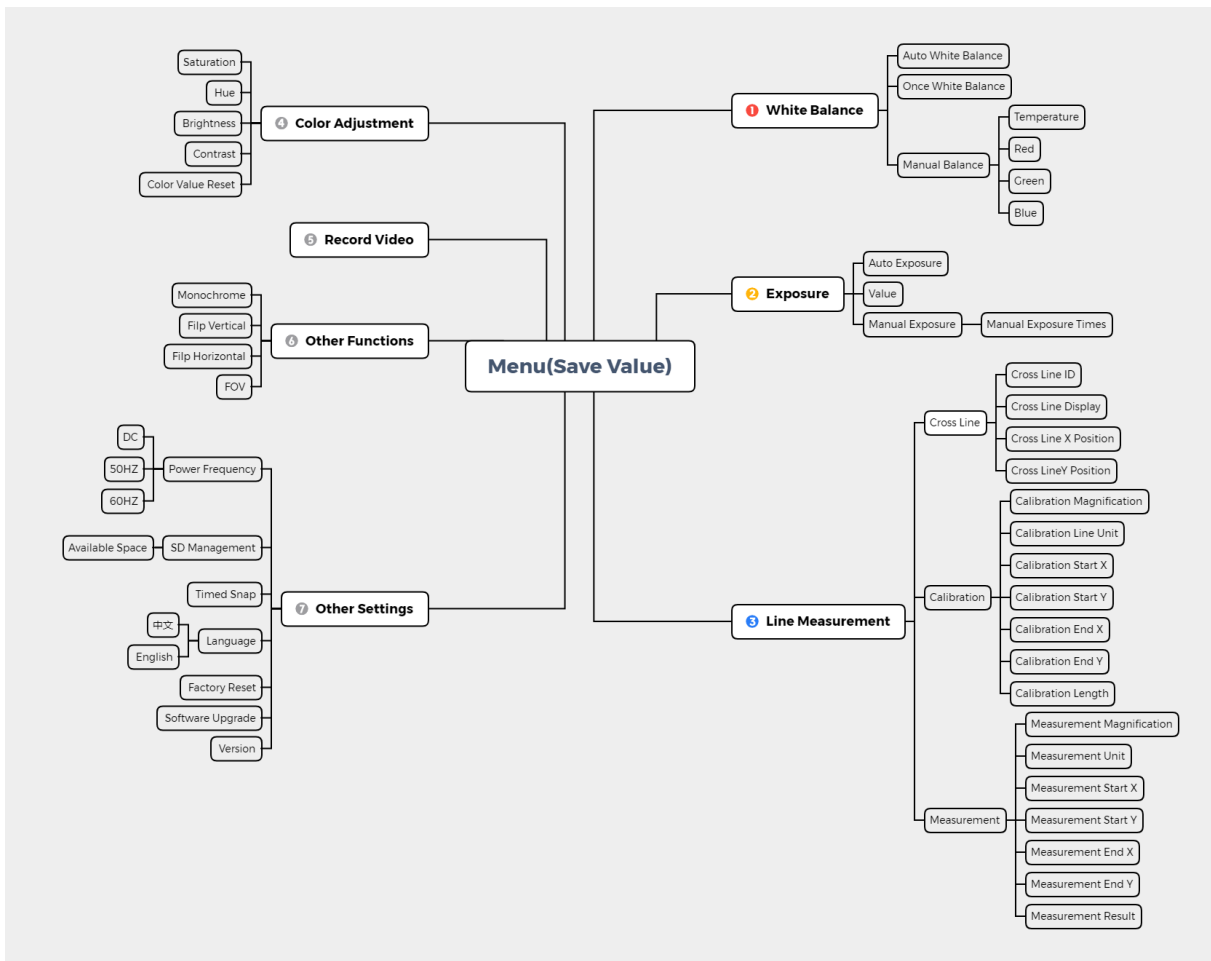 Menu(Save Value)
1 White Balance
Auto White Balance
Once White Balance
Manual Balance
Temperature
Red
Green
Blue
2 Exposure
Auto Exposure
Value
Manual Exposure
Manual Exposure Times
3 Line Measurement
Cross Line
Cross Line ID
Cross Line Display
Cross Line X Position
Cross LineY Position
Calibration
Calibration Magnification
Calibration Line Unit
Calibration Start X
Calibration Start Y
Calibration End X
Calibration End Y
Calibration Length
Measurement
Measurement Magnification
Measurement Unit
Measurement Start X
Measurement Start Y
Measurement End X
Measurement End Y
Measurement Result
4 Color Adjustment
Saturation
Hue
Brightness
Contrast
Color Value Reset
5 Record Video
6 Other Functions
Monochrome
Filp Vertical
Filp Horizontal
FOV
7 Other Settings
Power Frequency
DC
50HZ
60HZ
SD Management
Available Space
Timed Snap
Language
中文
English
Factory Reset
Software Upgrade
Version